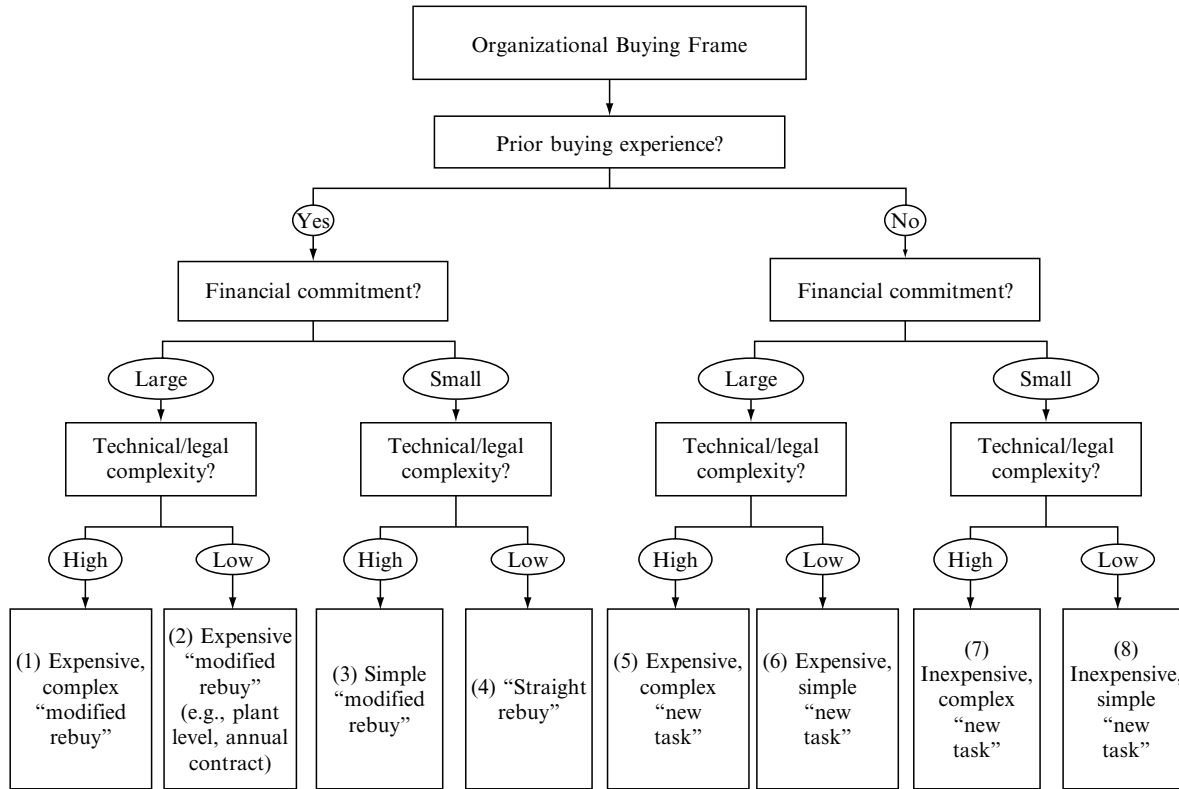 Organizational Buying Frame
Prior buying experience?
Yes
No
Financial commitment?
Financial commitment?
Large
Small
Large
Small
Technical/legal
complexity?
Technical/legal
complexity?
Technical/legal
complexity?
Technical/legal
complexity?
High
Low
High
Low
High
Low
High
Low
(1) Expensive,
complex
“modified
rebuy”
(2) Expensive
“modified
rebuy”
(e.g., plant
level, annual
contract)
(3) Simple
“modified
rebuy”
(4) “Straight
rebuy”
(5) Expensive,
complex
“new
task”
(6) Expensive,
simple
“new
task”
(7)
Inexpensive,
complex
“new
task”
(8)
Inexpensive,
simple
“new
task”